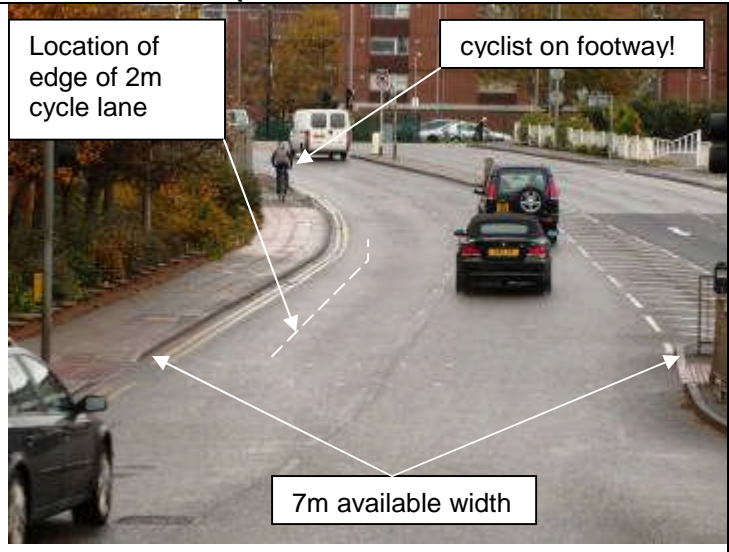 Location of
edge of 2m
cycle lane
cyclist on footway!
7m available width